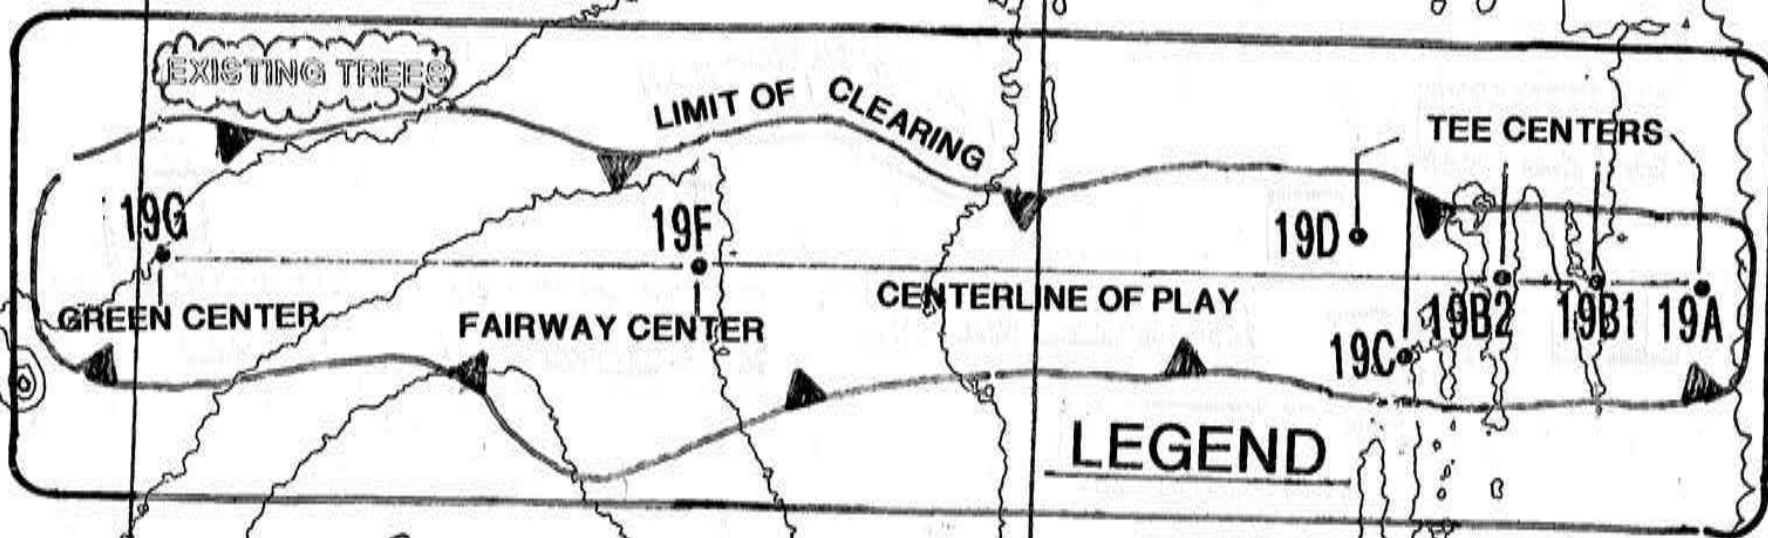 EXISTING TREES
LIMIT OF CLEARING
TEE CENTERS
19G
19F
19D
GREEN CENTER
FAIRWAY CENTER
CENTERLINE OF PLAY
19C
19B2
19B1
19A
LEGEND